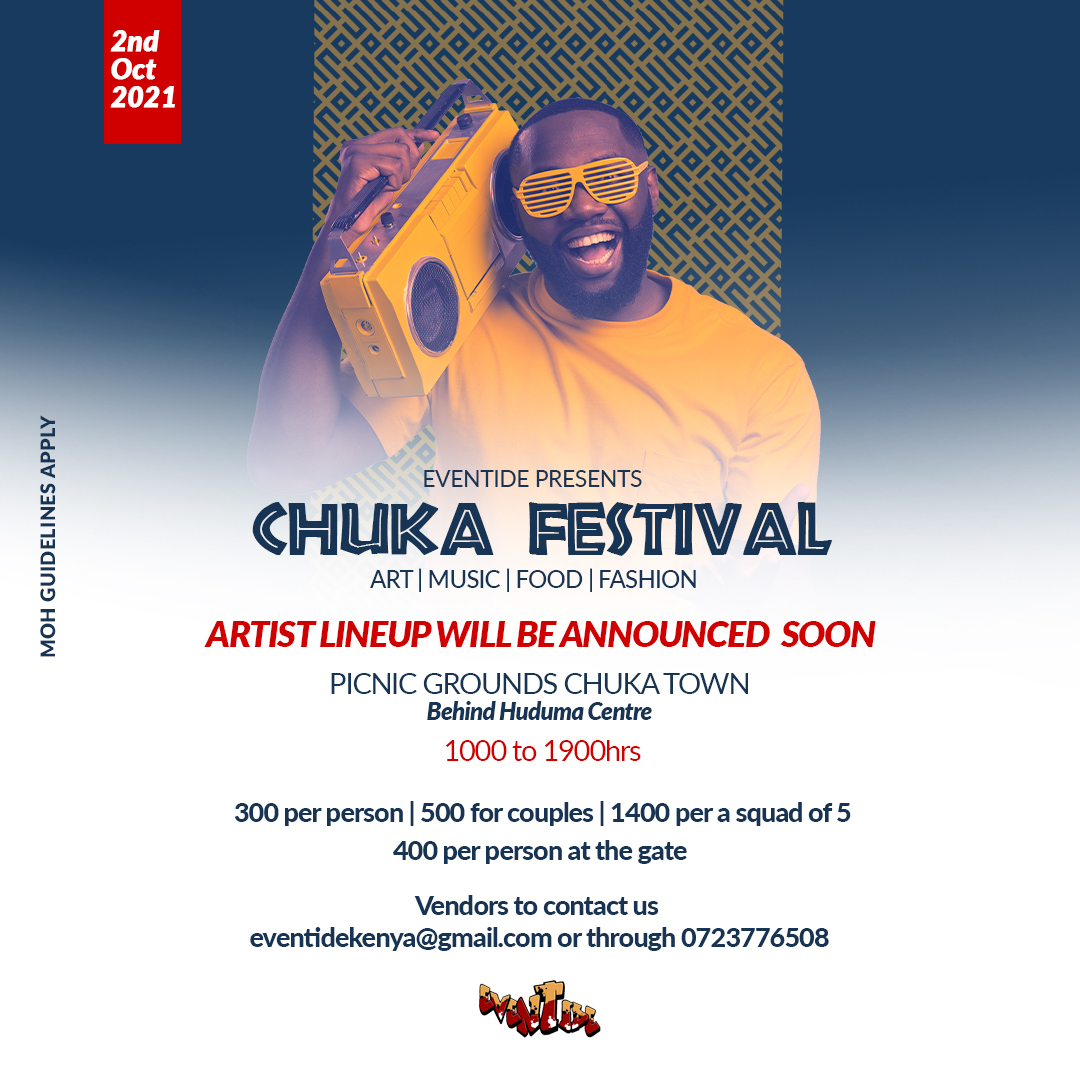 2nd
Oct
2021
MOH GUIDELINES APPLY
EVENTIDE PRESENTS
CHUKA FESTIVAL
ART | MUSIC | FOOD | FASHION
ARTIST LINEUP WILL BE ANNOUNCED SOON
PICNIC GROUNDS CHUKA TOWN
Behind Huduma Centre
1000 to 1900hrs
300 per person | 500 for couples | 1400 per a squad of 5
400 per person at the gate
Vendors to contact us
eventidekenya@gmail.com or through 0723776508
EVENTIDE